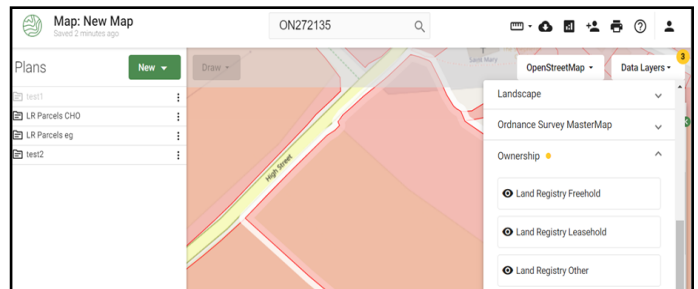 Map: New Map
Saved 2 minutes ago
ON272135
Plans
New
Draw
OpenStreetMap
Data Layers
3
test1
LR Parcels CHO
LR Parcels eg
test2
High Street
Lady Mary
Landscape
Ordnance Survey MasterMap
Ownership
Land Registry Freehold
Land Registry Leasehold
Land Registry Other